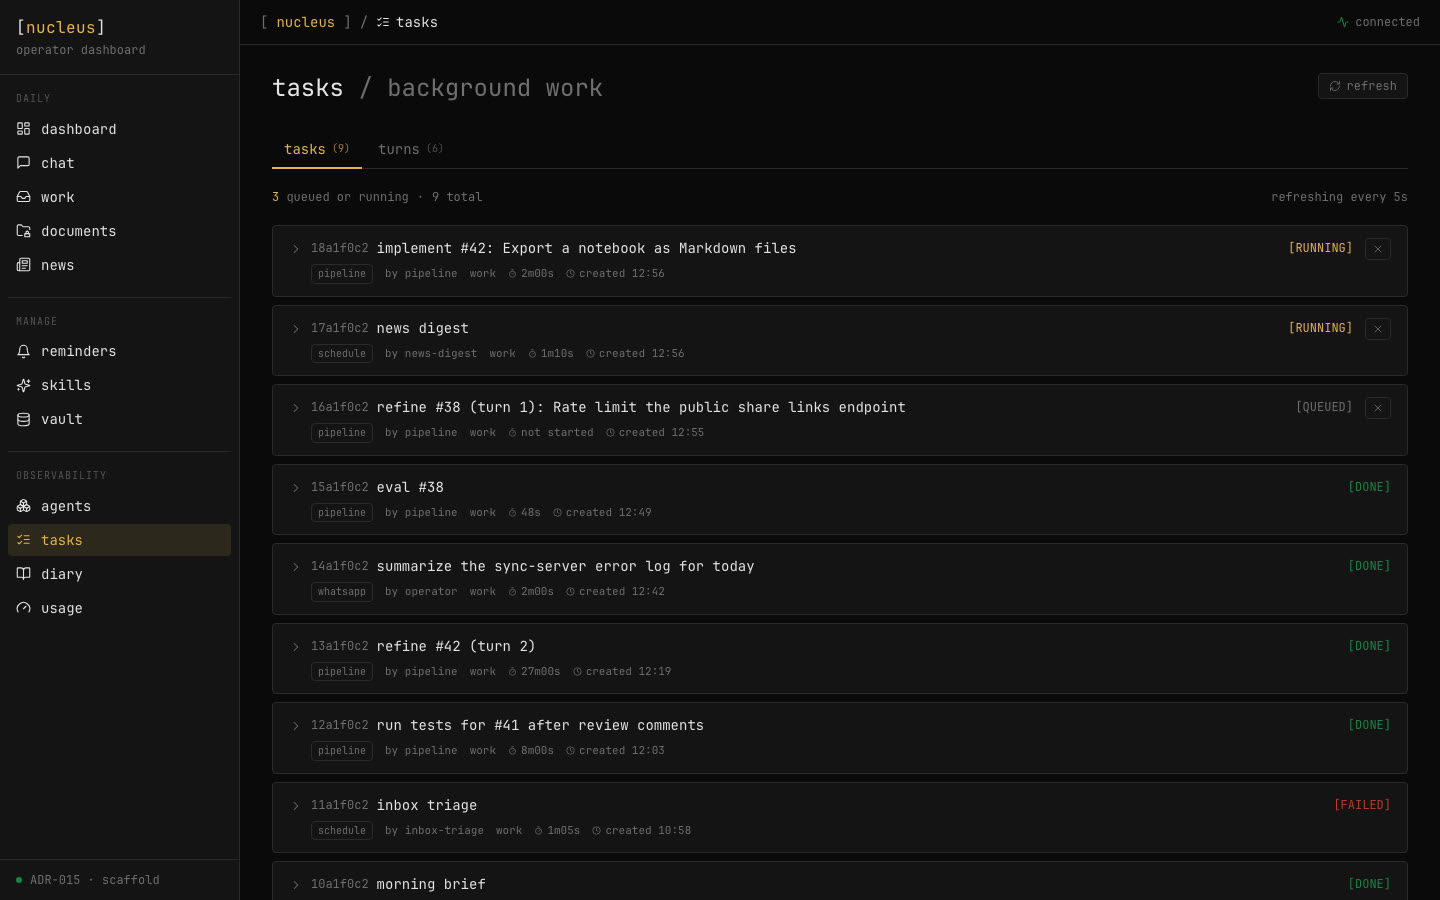 [nucleus]
operator dashboard
DAILY
dashboard
chat
work
documents
news
MANAGE
reminders
skills
vault
OBSERVABILITY
agents
tasks
diary
usage
ADR-015 · scaffold
[ nucleus ] / tasks
connected
tasks / background work
refresh
tasks (9) turns (6)
3 queued or running · 9 total
refreshing every 5s
18a1f0c2 implement #42: Export a notebook as Markdown files [RUNNING]
pipeline by pipeline work 2m00s created 12:56
17a1f0c2 news digest [RUNNING]
schedule by news-digest work 1m10s created 12:56
16a1f0c2 refine #38 (turn 1): Rate limit the public share links endpoint [QUEUED]
pipeline by pipeline work not started created 12:55
15a1f0c2 eval #38 [DONE]
pipeline by pipeline work 48s created 12:49
14a1f0c2 summarize the sync-server error log for today [DONE]
whatsapp by operator work 2m00s created 12:42
13a1f0c2 refine #42 (turn 2) [DONE]
pipeline by pipeline work 27m00s created 12:19
12a1f0c2 run tests for #41 after review comments [DONE]
pipeline by pipeline work 8m00s created 12:03
11a1f0c2 inbox triage [FAILED]
schedule by inbox-triage work 1m05s created 10:58
10a1f0c2 morning brief [DONE]